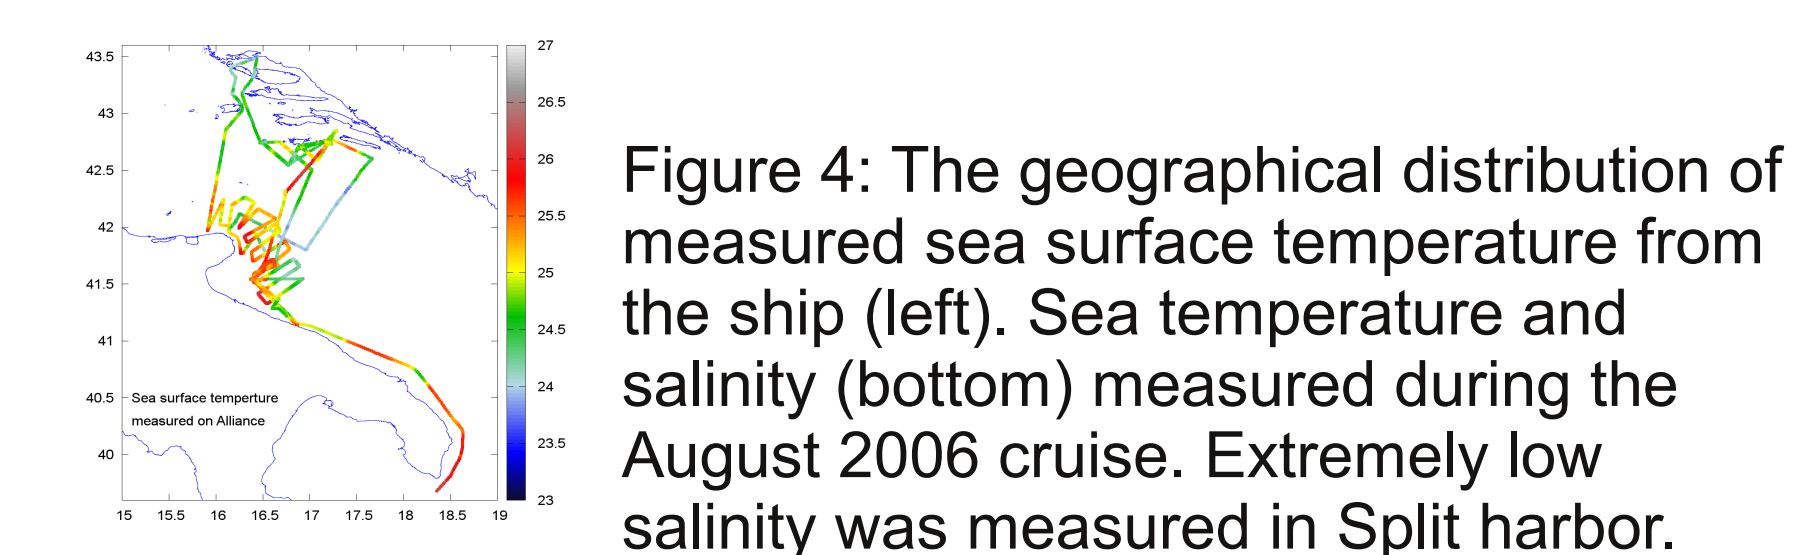 43.5
43
42.5
42
41.5
41
40.5
40
15 15.5 16 16.5 17 17.5 18 18.5 19
Sea surface temperture
measured on Alliance
27
26.5
26
25.5
25
24.5
24
23.5
23
Figure 4: The geographical distribution of
measured sea surface temperature from
the ship (left). Sea temperature and
salinity (bottom) measured during the
August 2006 cruise. Extremely low
salinity was measured in Split harbor.